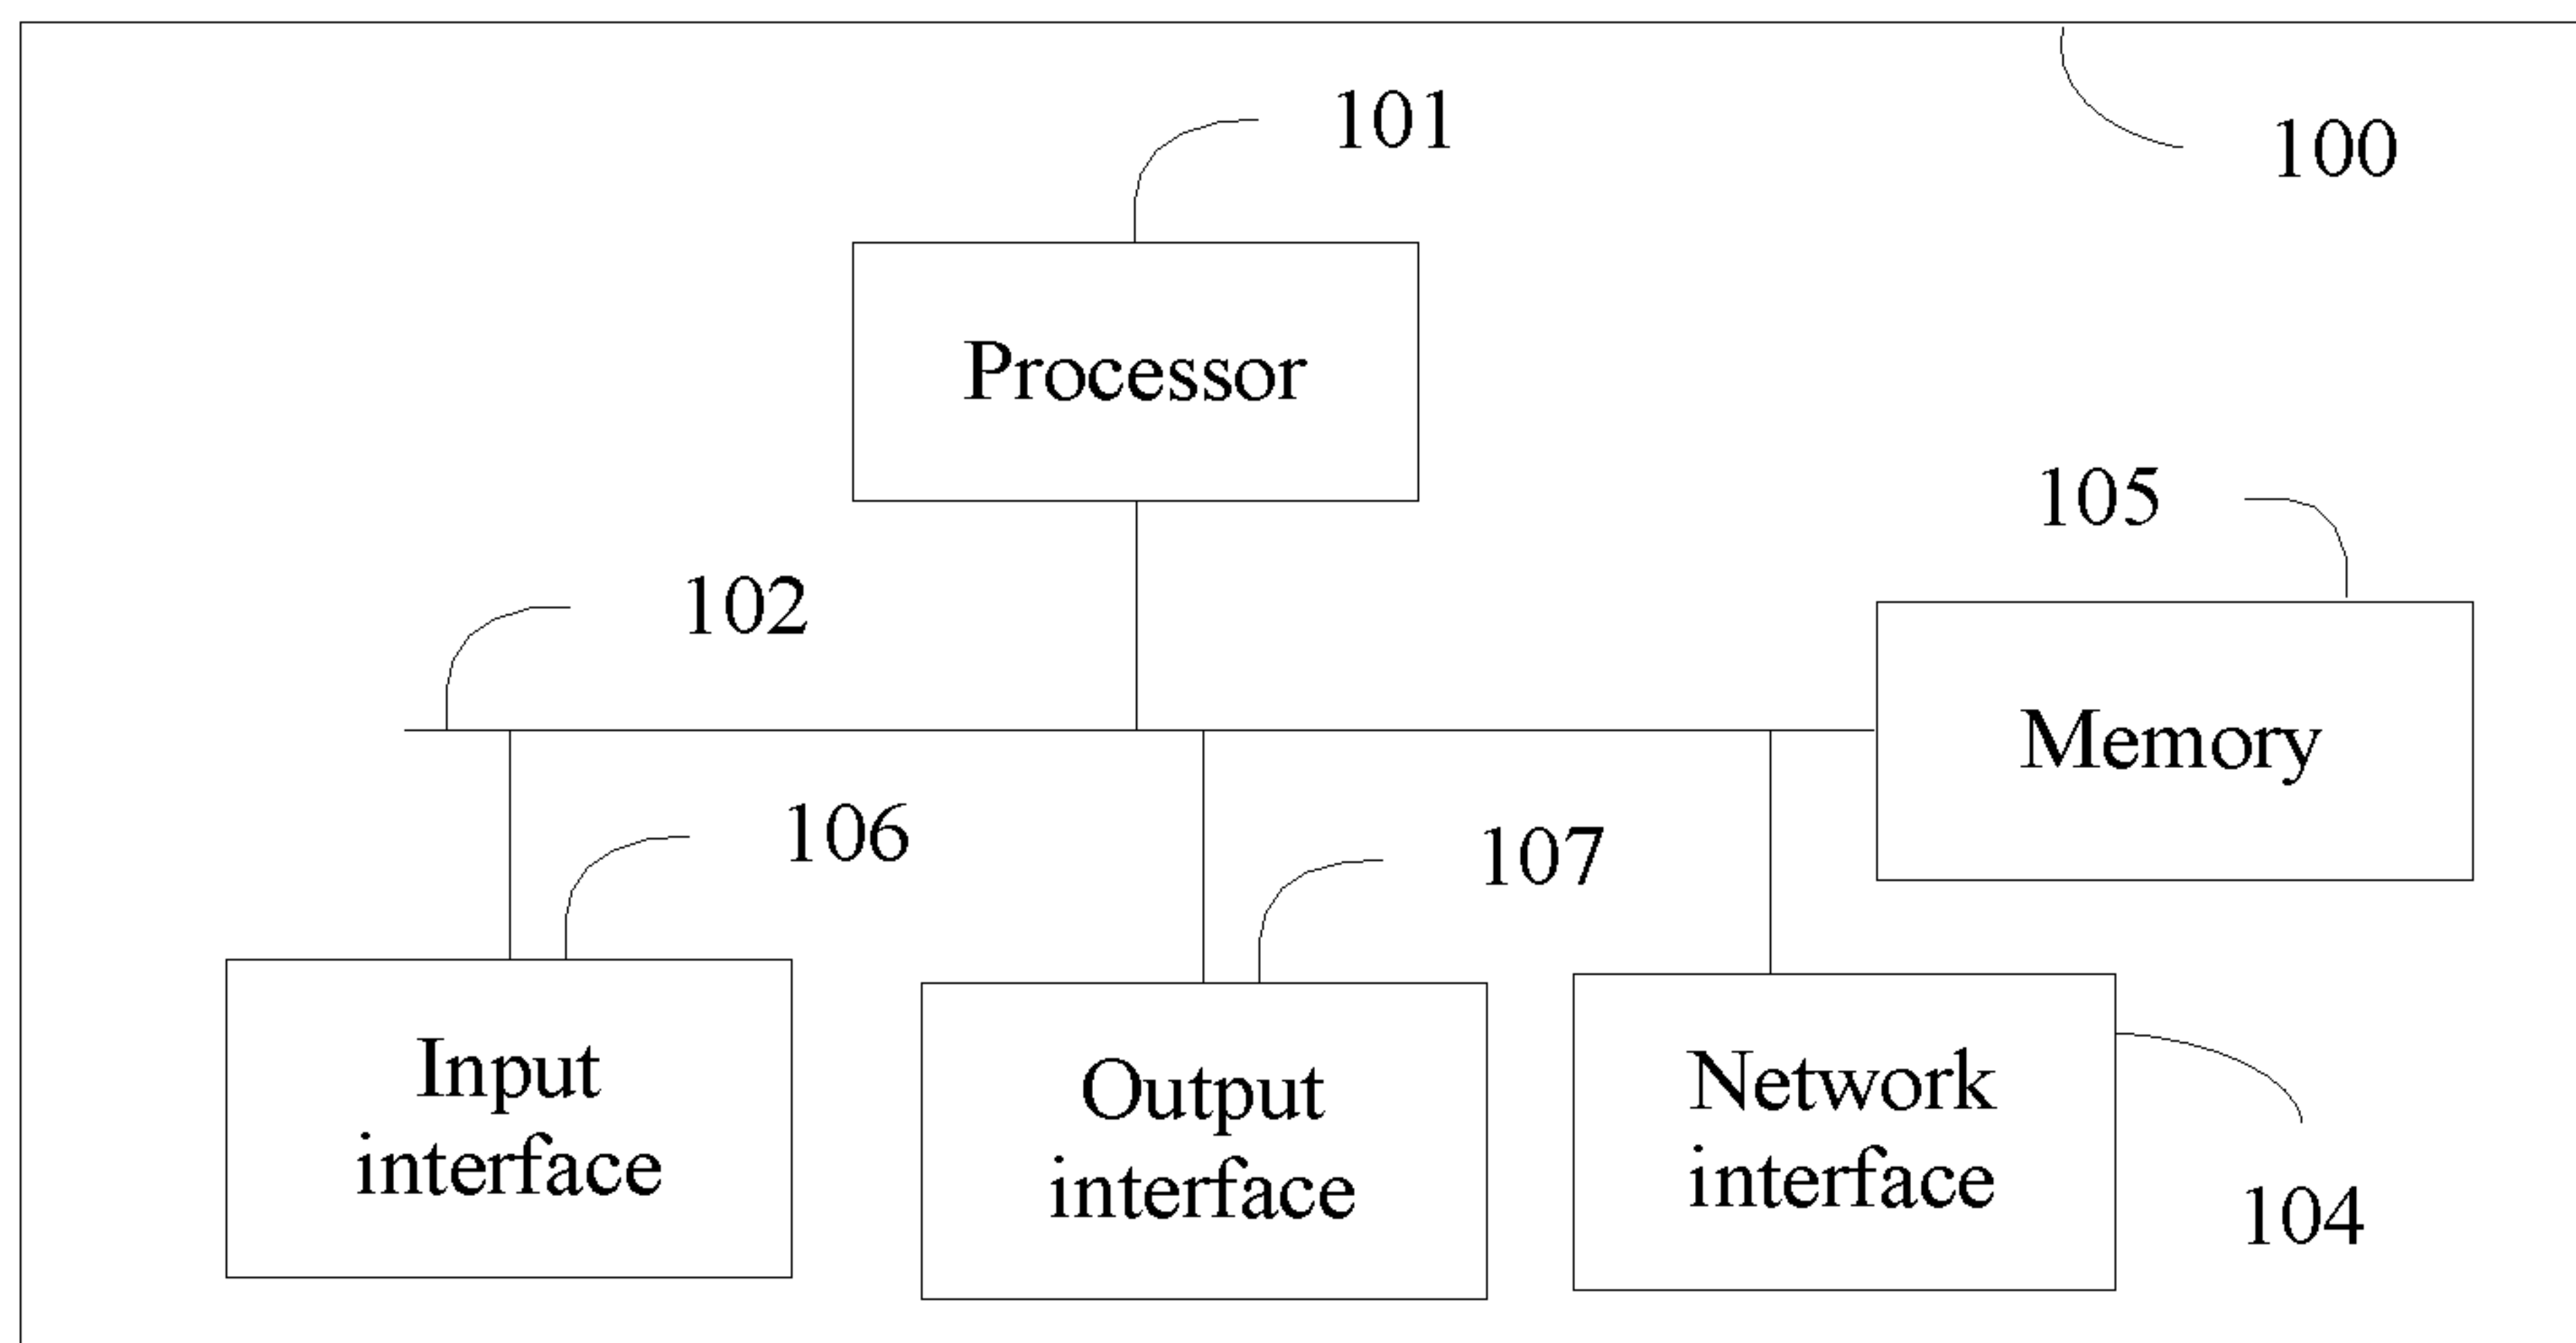 101
100
Processor
105
102
Memory
106
107
Input
interface
Output
interface
Network
interface
104